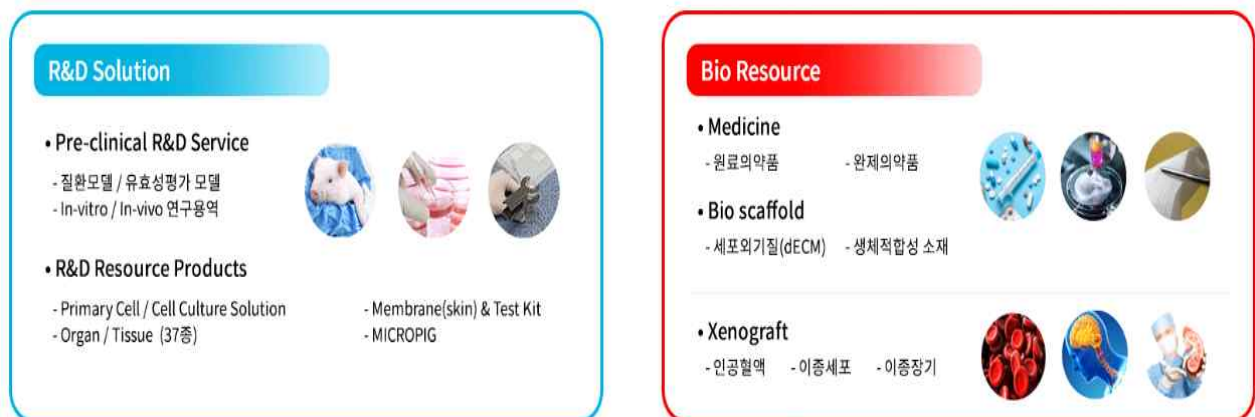 R&D Solution
• Pre-clinical R&D Service
- 질환모델 / 유효성평가 모델
- In-vitro / In-vivo 연구용역
• R&D Resource Products
- Primary Cell / Cell Culture Solution
- Membrane(skin) & Test Kit
- Organ / Tissue (37종)
- MICROPIG
Bio Resource
• Medicine
- 원료의약품 - 완제의약품
• Bio scaffold
- 세포외기질(dECM) - 생체적합성 소재
• Xenograft
- 인공혈액 - 이종세포 - 이종장기